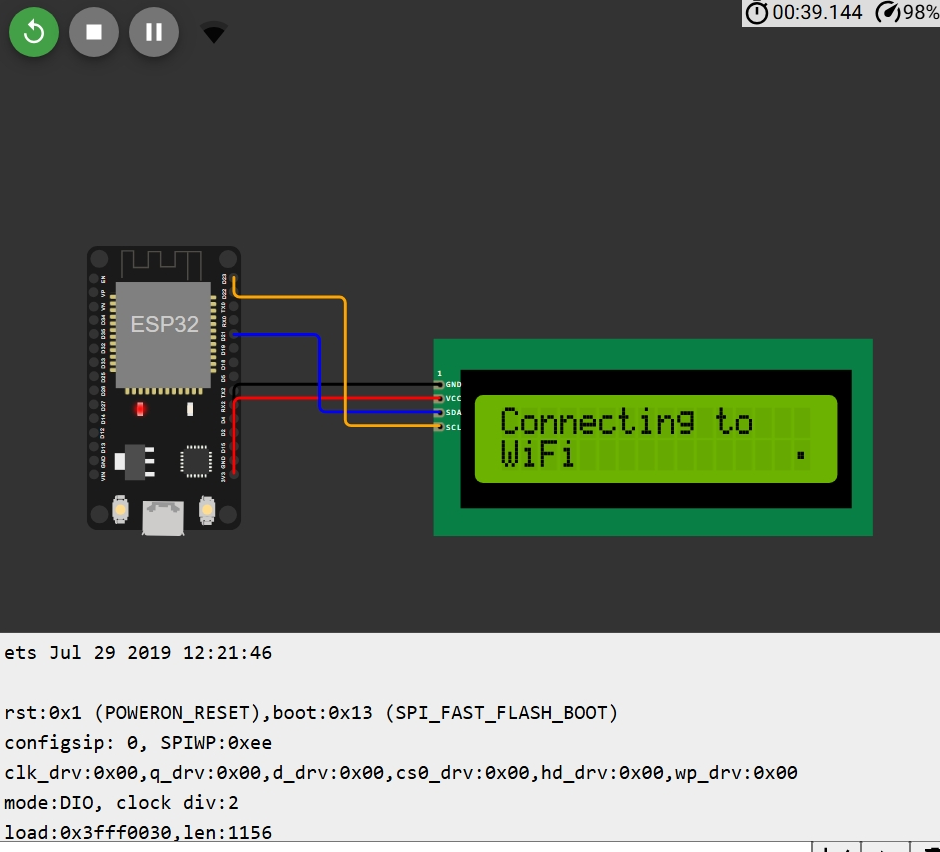 00:39.144 98%
ESP32
1
GND
VCC
SDA
SCL
Connecting to
WiFi
ets Jul 29 2019 12:21:46
rst:0x1 (POWERON_RESET),boot:0x13 (SPI_FAST_FLASH_BOOT)
configsip: 0, SPIWP:0xee
clk_drv:0x00,q_drv:0x00,d_drv:0x00,cs0_drv:0x00,hd_drv:0x00,wp_drv:0x00
mode:DIO, clock div:2
load:0x3fff0030,len:1156